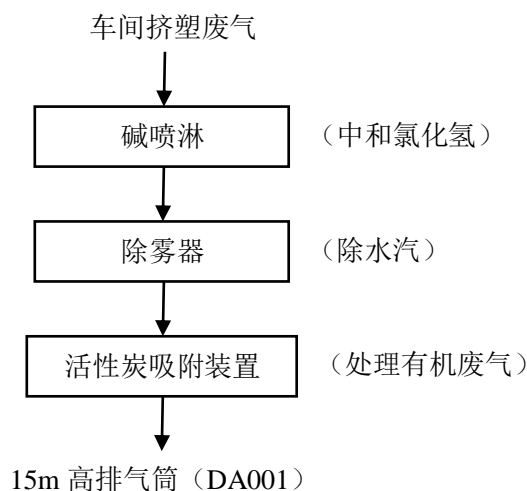 车间挤塑废气
碱喷淋 （中和氯化氢）
除雾器 （除水汽）
活性炭吸附装置 （处理有机废气）
15m 高排气筒（DA001）